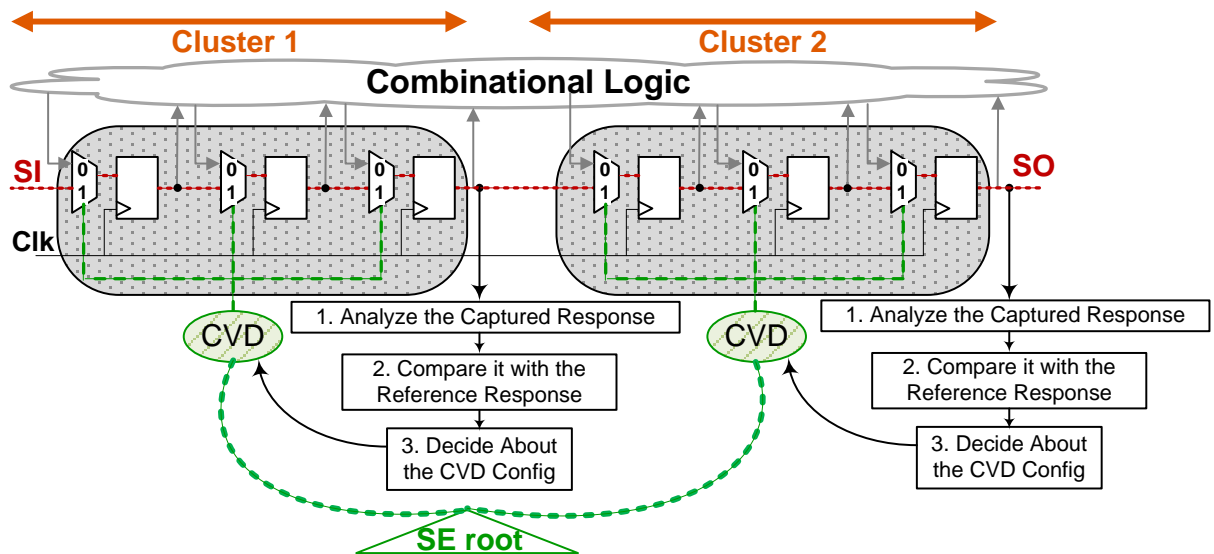 Cluster 1
Cluster 2
Combinational Logic
SI
0
1
0
1
0
1
0
1
0
1
0
1
SO
Clk
CVD
1. Analyze the Captured Response
2. Compare it with the
Reference Response
3. Decide About
the CVD Config
CVD
1. Analyze the Captured Response
2. Compare it with the
Reference Response
3. Decide About
the CVD Config
SE root